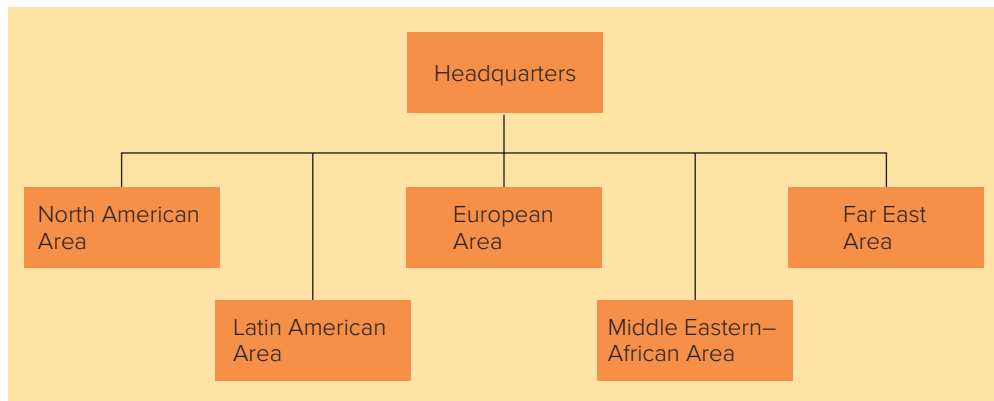 Headquarters
North American
Area
European
Area
Far East
Area
Latin American
Area
Middle Eastern–
African Area